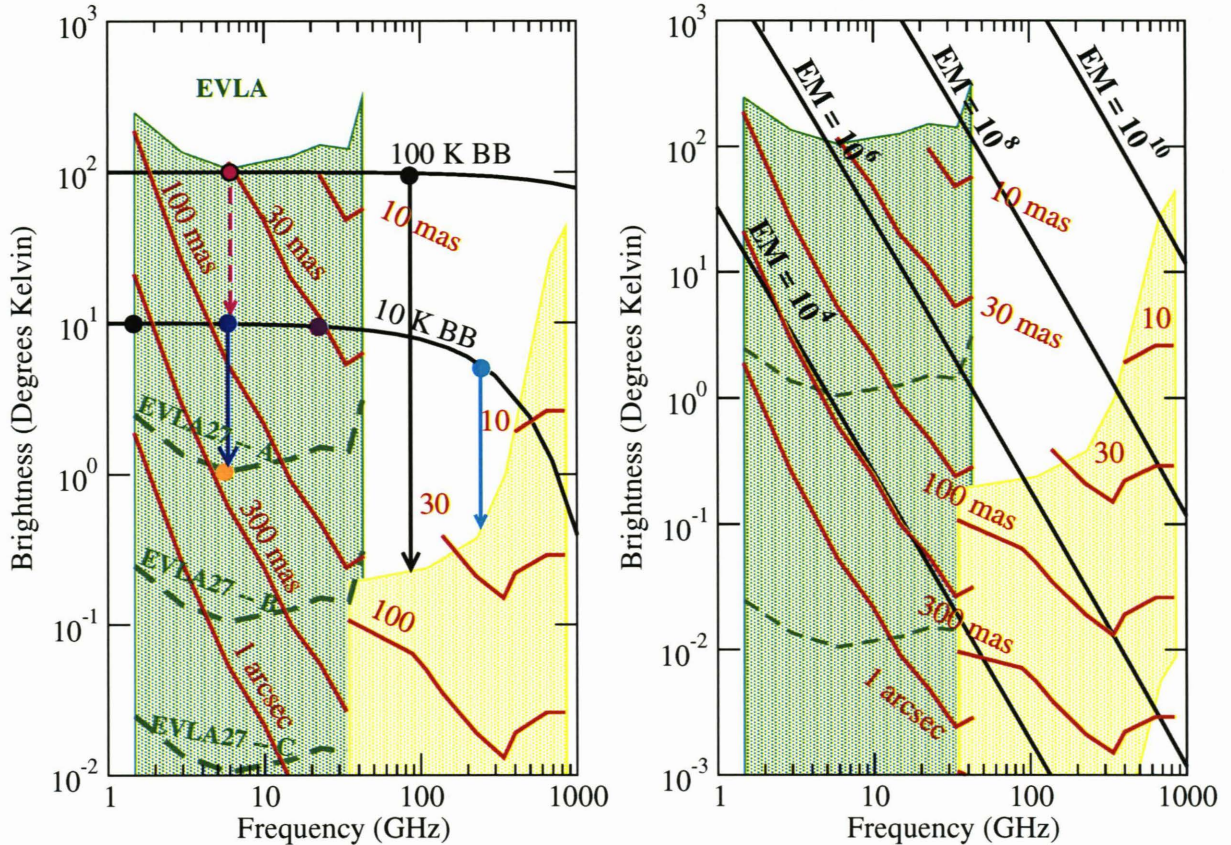 10³
10²
10¹
10⁰
10⁻¹
10⁻²
Brightness (Degrees Kelvin)
EVLA
100 K BB
100 mas
30 mas
10 mas
10 K BB
EVLA27 – A
10
300 mas
30
EVLA27 – B
100
1 arcsec
EVLA27 – C
1 10 100 1000
Frequency (GHz)
10³
10²
10¹
10⁰
10⁻¹
10⁻²
10⁻³
Brightness (Degrees Kelvin)
EM = 10⁶
EM = 10⁸
EM = 10¹⁰
10 mas
EM = 10⁴
30 mas
10
30
100 mas
300 mas
1 arcsec
1 10 100 1000
Frequency (GHz)